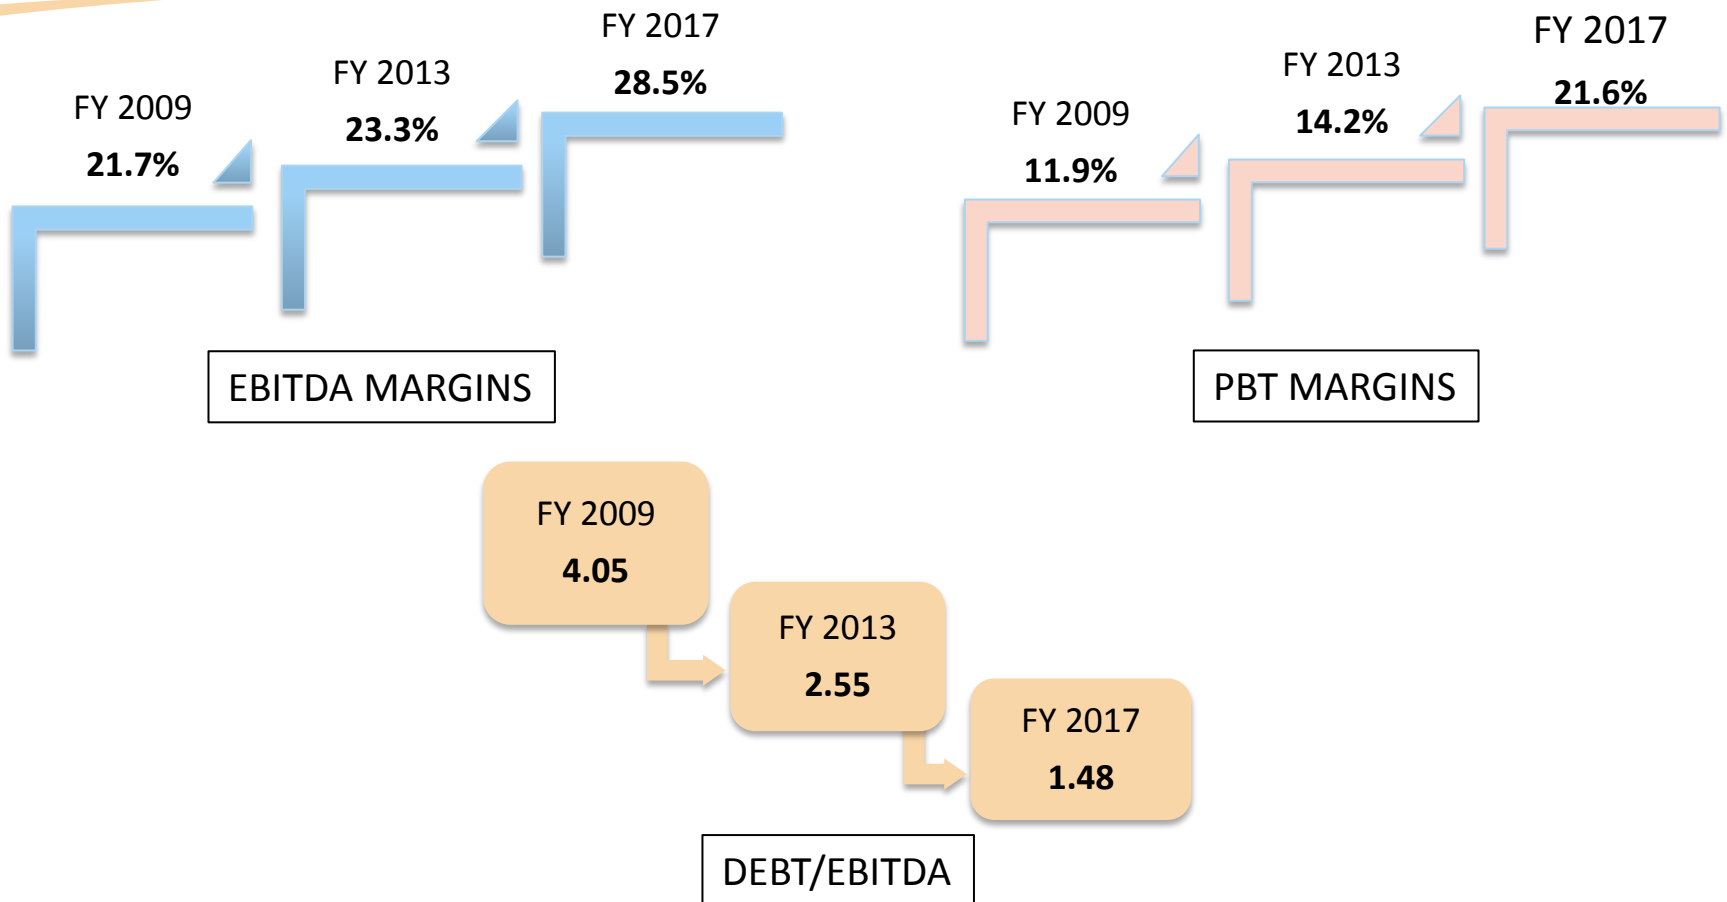 FY 2009
21.7%
FY 2013
23.3%
FY 2017
28.5%
EBITDA MARGINS
FY 2009
11.9%
FY 2013
14.2%
FY 2017
21.6%
PBT MARGINS
FY 2009
4.05
FY 2013
2.55
FY 2017
1.48
DEBT/EBITDA